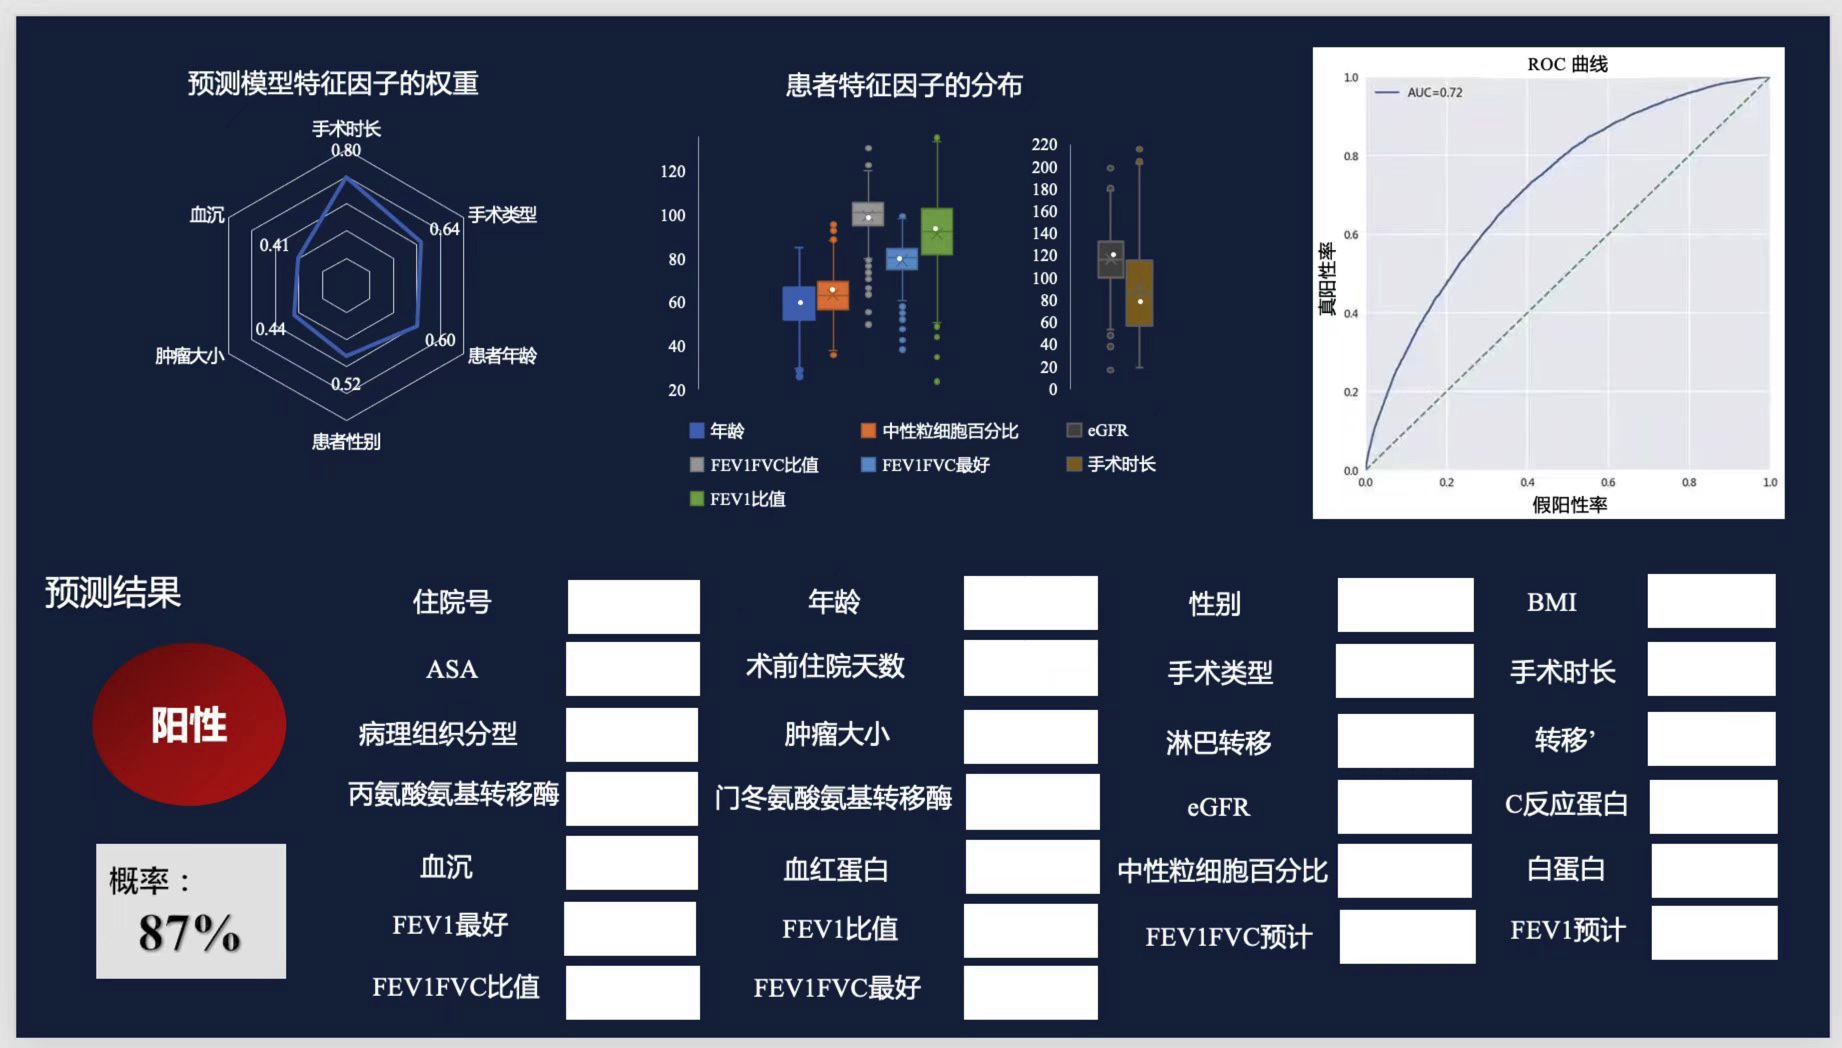 预测模型特征因子的权重
手术时长
0.80
血沉
手术类型
0.64
0.41
0.44
0.60
肿瘤大小
患者年龄
0.52
患者性别
患者特征因子的分布
120
100
80
60
40
20
220
200
180
160
140
120
100
80
60
40
20
0
年龄
中性粒细胞百分比
eGFR
FEV1FVC比值
FEV1FVC最好
手术时长
FEV1比值
ROC 曲线
AUC=0.72
真阳性率
1.0
0.8
0.6
0.4
0.2
0.0
0.0 0.2 0.4 0.6 0.8 1.0
假阳性率
预测结果
阳性
概率：
87%
住院号 年龄 性别 BMI
ASA 术前住院天数 手术类型 手术时长
病理组织分型 肿瘤大小 淋巴转移 转移’
丙氨酸氨基转移酶 门冬氨酸氨基转移酶 eGFR C反应蛋白
血沉 血红蛋白 中性粒细胞百分比 白蛋白
FEV1最好 FEV1比值 FEV1FVC预计 FEV1预计
FEV1FVC比值 FEV1FVC最好